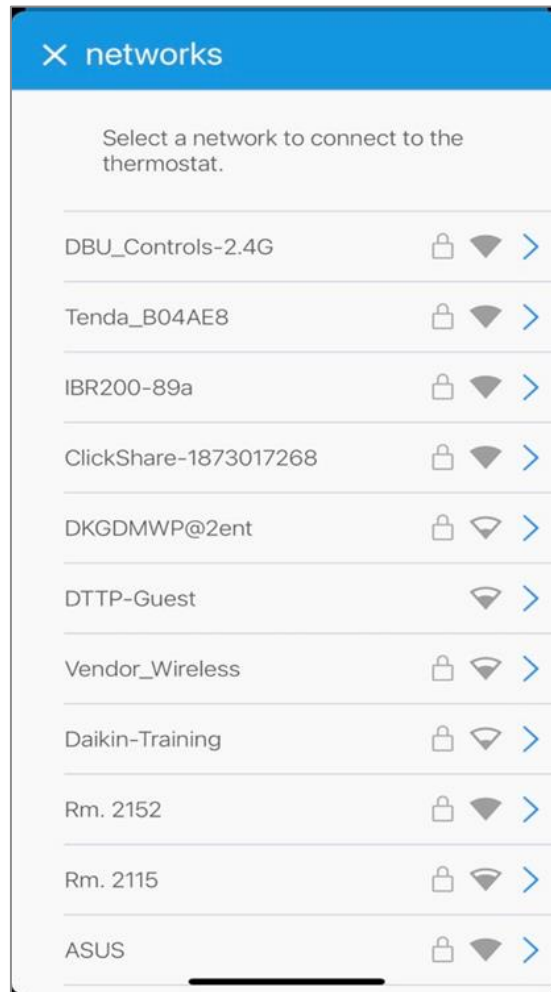 networks
Select a network to connect to the
thermostat.
DBU_Controls-2.4G
Tenda_B04AE8
IBR200-89a
ClickShare-1873017268
DKGDMWP@2ent
DTTP-Guest
Vendor_Wireless
Daikin-Training
Rm. 2152
Rm. 2115
ASUS